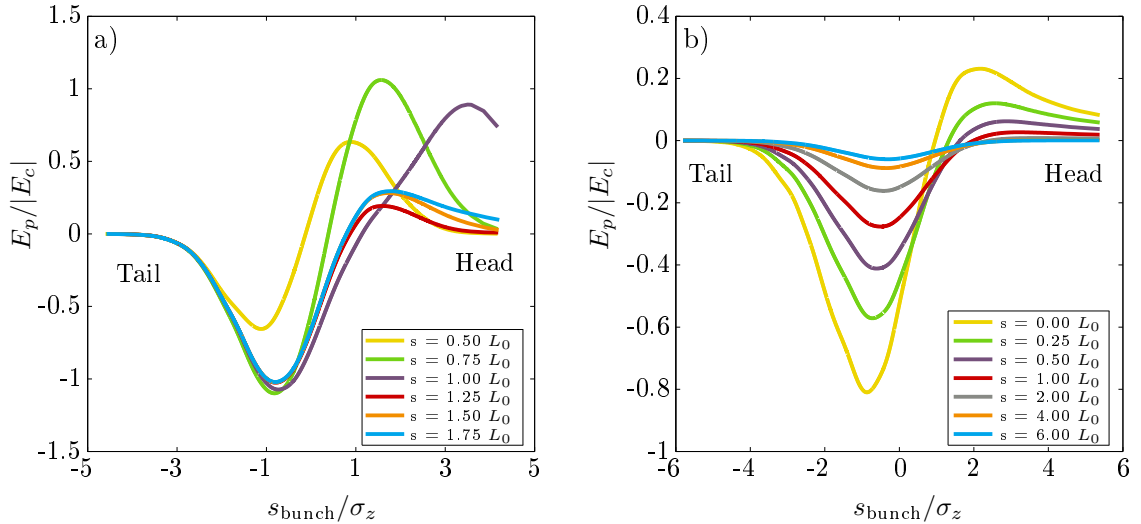 a)
E_p/|E_c|
1.5
1
0.5
0
-0.5
-1
-1.5
Tail
Head
s = 0.50 L_0
s = 0.75 L_0
s = 1.00 L_0
s = 1.25 L_0
s = 1.50 L_0
s = 1.75 L_0
-5 -3 -1 1 3 5
s_bunch/σ_z
b)
E_p/|E_c|
0.4
0.2
0
-0.2
-0.4
-0.6
-0.8
-1
Tail
Head
s = 0.00 L_0
s = 0.25 L_0
s = 0.50 L_0
s = 1.00 L_0
s = 2.00 L_0
s = 4.00 L_0
s = 6.00 L_0
-6 -4 -2 0 2 4 6
s_bunch/σ_z